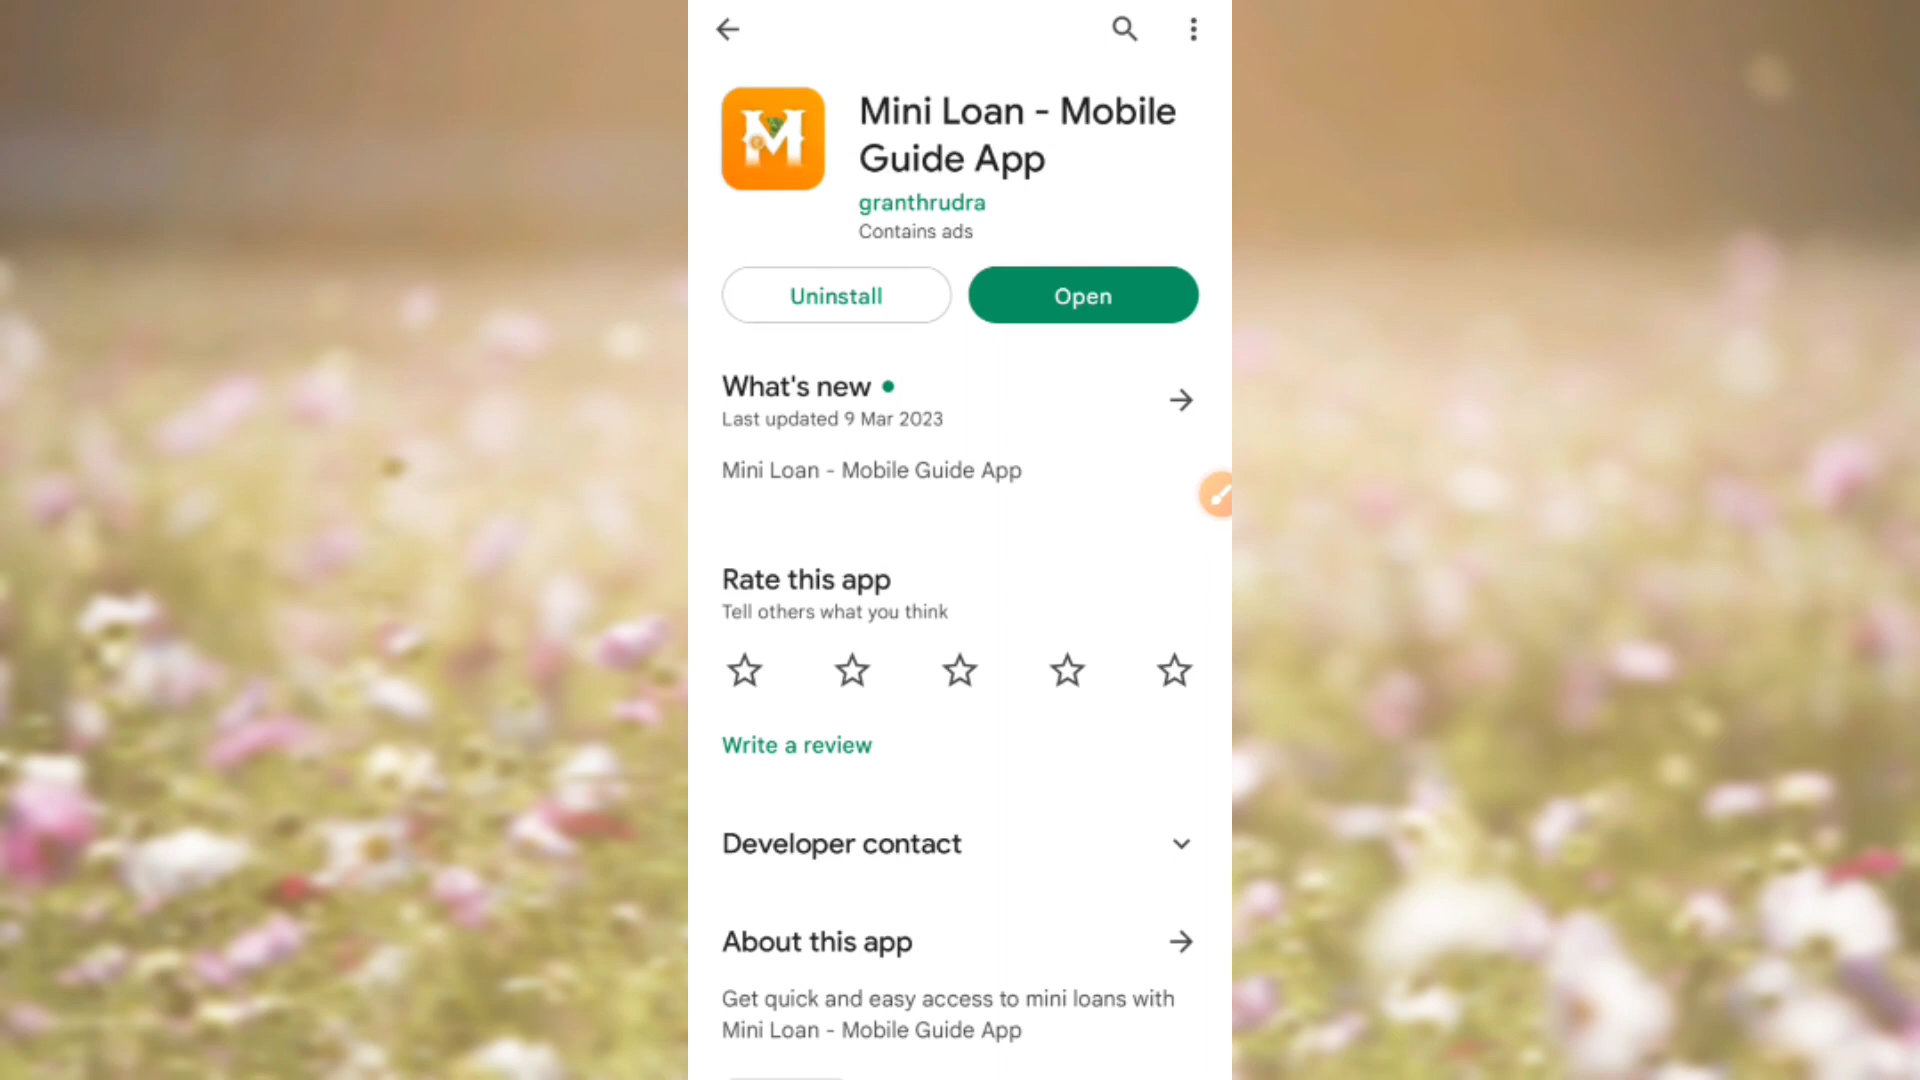 M
Mini Loan - Mobile
Guide App
granthrudra
Contains ads
Uninstall
Open
What's new
Last updated 9 Mar 2023
Mini Loan - Mobile Guide App
Rate this app
Tell others what you think
Write a review
Developer contact
About this app
Get quick and easy access to mini loans with
Mini Loan - Mobile Guide App